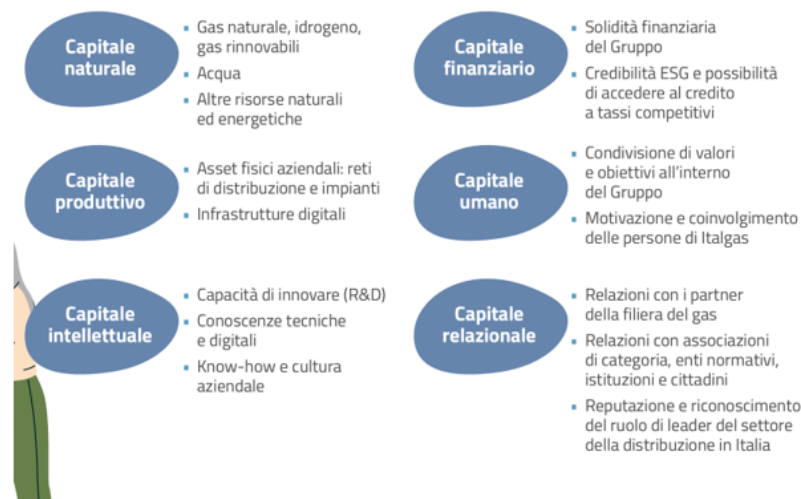 Capitale
naturale
▪ Gas naturale, idrogeno,
gas rinnovabili
▪ Acqua
▪ Altre risorse naturali
ed energetiche
Capitale
finanziario
▪ Solidità finanziaria
del Gruppo
▪ Credibilità ESG e possibilità
di accedere al credito
a tassi competitivi
Capitale
produttivo
▪ Asset fisici aziendali: reti
di distribuzione e impianti
▪ Infrastrutture digitali
Capitale
umano
▪ Condivisione di valori
e obiettivi all’interno
del Gruppo
▪ Motivazione e coinvolgimento
delle persone di Italgas
Capitale
intellettuale
▪ Capacità di innovare (R&D)
▪ Conoscenze tecniche
e digitali
▪ Know-how e cultura
aziendale
Capitale
relazionale
▪ Relazioni con i partner
della filiera del gas
▪ Relazioni con associazioni
di categoria, enti normativi,
istituzioni e cittadini
▪ Reputazione e riconoscimento
del ruolo di leader del settore
della distribuzione in Italia